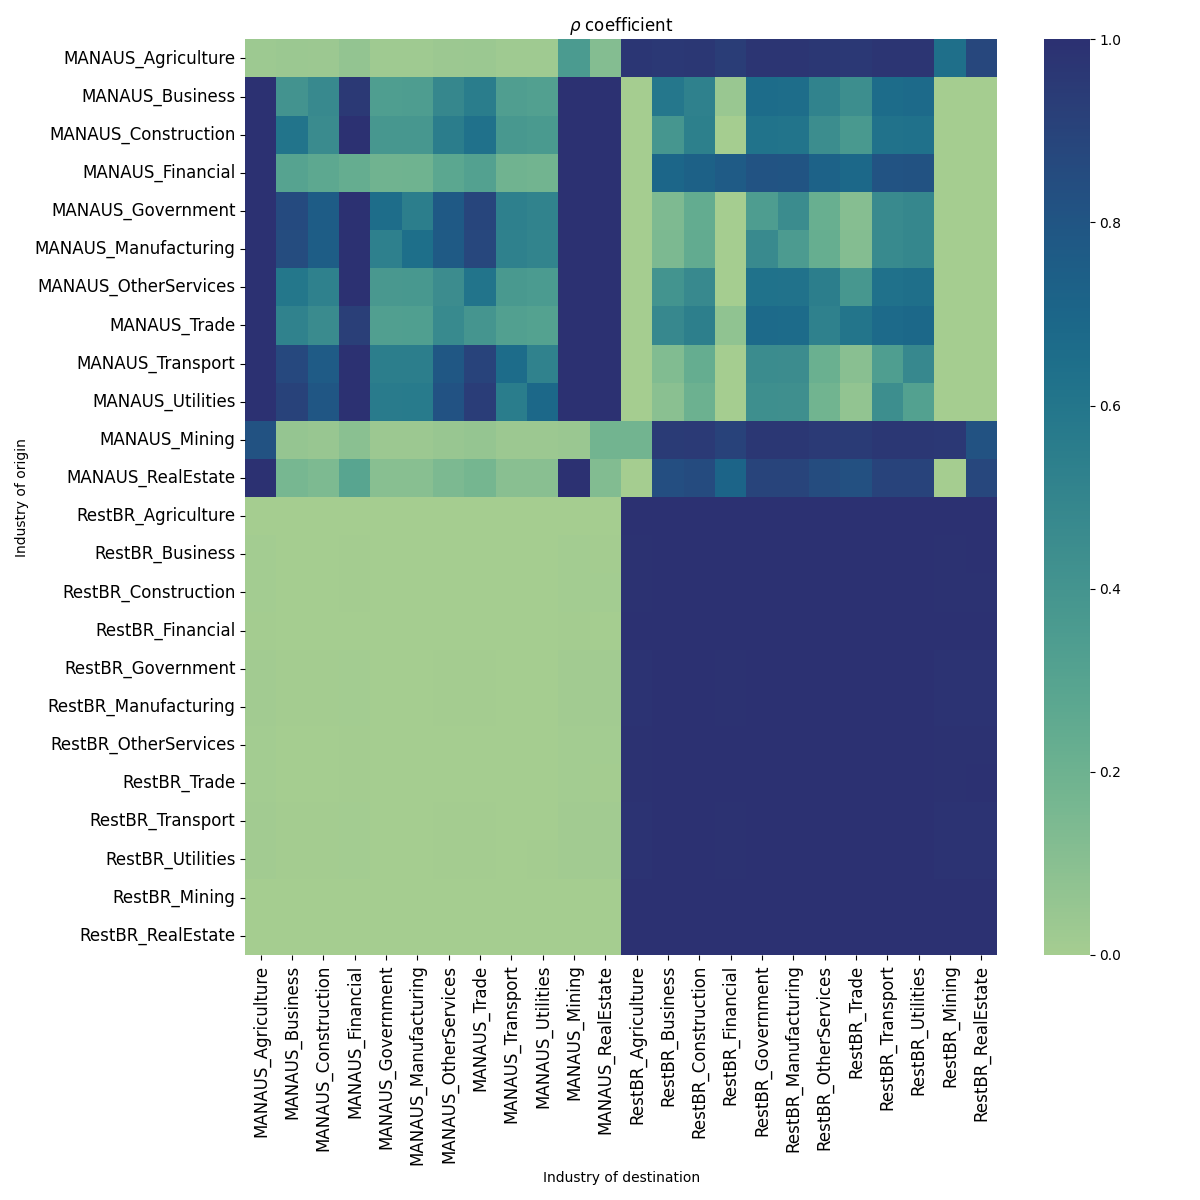 ρ coefficient
MANAUS_Agriculture
MANAUS_Business
MANAUS_Construction
MANAUS_Financial
MANAUS_Government
MANAUS_Manufacturing
MANAUS_OtherServices
MANAUS_Trade
MANAUS_Transport
MANAUS_Utilities
MANAUS_Mining
MANAUS_RealEstate
RestBR_Agriculture
RestBR_Business
RestBR_Construction
RestBR_Financial
RestBR_Government
RestBR_Manufacturing
RestBR_OtherServices
RestBR_Trade
RestBR_Transport
RestBR_Utilities
RestBR_Mining
RestBR_RealEstate
Industry of origin
MANAUS_Agriculture
MANAUS_Business
MANAUS_Construction
MANAUS_Financial
MANAUS_Government
MANAUS_Manufacturing
MANAUS_OtherServices
MANAUS_Trade
MANAUS_Transport
MANAUS_Utilities
MANAUS_Mining
MANAUS_RealEstate
RestBR_Agriculture
RestBR_Business
RestBR_Construction
RestBR_Financial
RestBR_Government
RestBR_Manufacturing
RestBR_OtherServices
RestBR_Trade
RestBR_Transport
RestBR_Utilities
RestBR_Mining
RestBR_RealEstate
Industry of destination
1.0
0.8
0.6
0.4
0.2
0.0